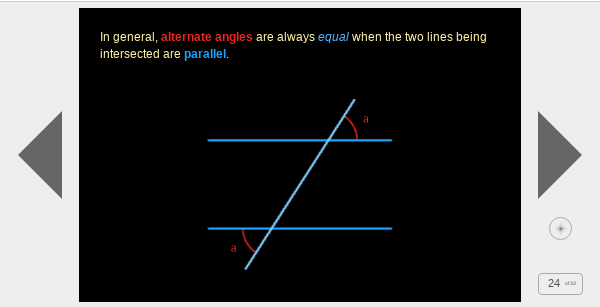 In general, alternate angles are always equal when the two lines being
intersected are parallel.
a
a
24 of 33